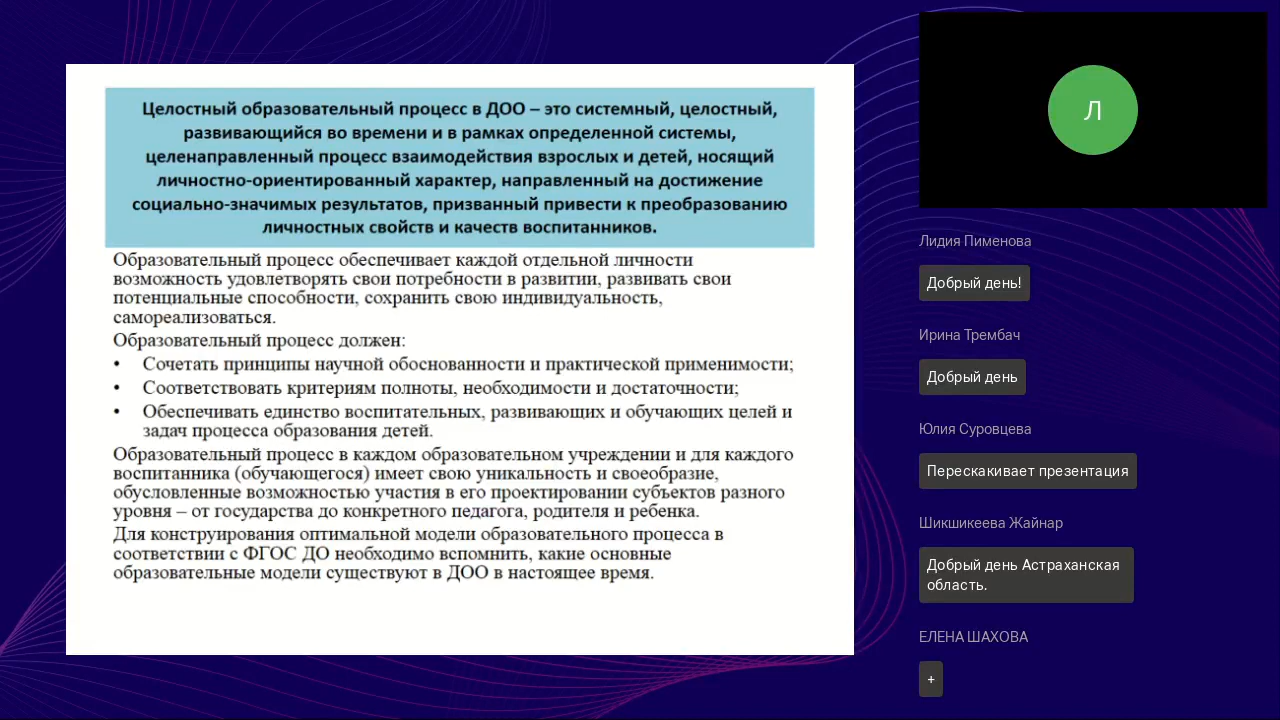 Целостный образовательный процесс в ДОО – это системный, целостный,
развивающийся во времени и в рамках определенной системы,
целенаправленный процесс взаимодействия взрослых и детей, носящий
личностно-ориентированный характер, направленный на достижение
социально-значимых результатов, призванный привести к преобразованию
личностных свойств и качеств воспитанников.
Образовательный процесс обеспечивает каждой отдельной личности
возможность удовлетворять свои потребности в развитии, развивать свои
потенциальные способности, сохранить свою индивидуальность,
самореализоваться.
Образовательный процесс должен:
• Сочетать принципы научной обоснованности и практической применимости;
• Соответствовать критериям полноты, необходимости и достаточности;
• Обеспечивать единство воспитательных, развивающих и обучающих целей и
задач процесса образования детей.
Образовательный процесс в каждом образовательном учреждении и для каждого
воспитанника (обучающегося) имеет свою уникальность и своеобразие,
обусловленные возможностью участия в его проектировании субъектов разного
уровня – от государства до конкретного педагога, родителя и ребенка.
Для конструирования оптимальной модели образовательного процесса в
соответствии с ФГОС ДО необходимо вспомнить, какие основные
образовательные модели существуют в ДОО в настоящее время.
Л
Лидия Пименова
Добрый день!
Ирина Трембач
Добрый день
Юлия Суровцева
Перескакивает презентация
Шикшикеева Жайнар
Добрый день Астраханская
область.
ЕЛЕНА ШАХОВА
+